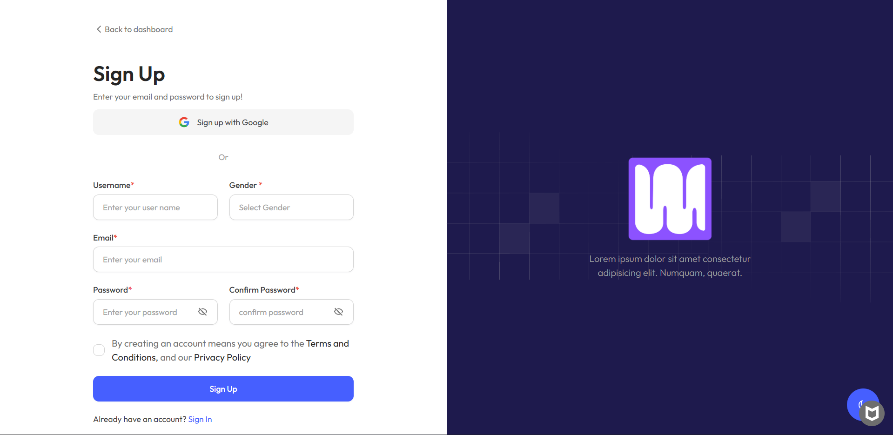 Back to dashboard
Sign Up
Enter your email and password to sign up!
Sign up with Google
Or
Username*
Gender *
Enter your user name
Select Gender
Email*
Enter your email
Password*
Confirm Password*
Enter your password
confirm password
By creating an account means you agree to the Terms and
Conditions, and our Privacy Policy
Sign Up
Already have an account? Sign In
Lorem ipsum dolor sit amet consectetur
adipisicing elit. Numquam, quaerat.